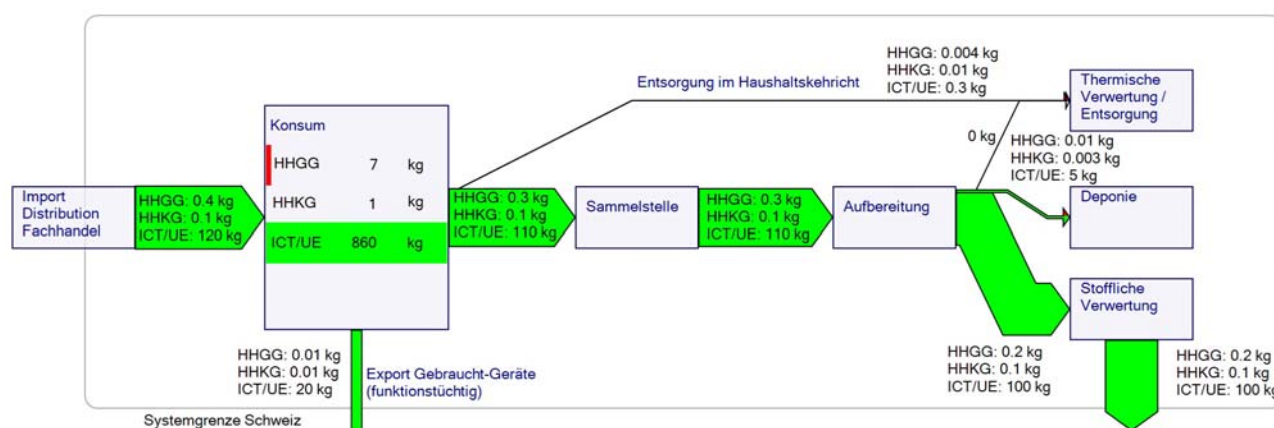 HHGG: 0.004 kg
HHKG: 0.01 kg
ICT/UE: 0.3 kg
Entsorgung im Haushaltskehricht
Thermische
Verwertung /
Entsorgung
Konsum
HHGG 7 kg
HHKG 1 kg
ICT/UE 860 kg
0 kg
HHGG: 0.01 kg
HHKG: 0.003 kg
ICT/UE: 5 kg
Import
Distribution
Fachhandel
HHGG: 0.4 kg
HHKG: 0.1 kg
ICT/UE: 120 kg
HHGG: 0.3 kg
HHKG: 0.1 kg
ICT/UE: 110 kg
Sammelstelle
HHGG: 0.3 kg
HHKG: 0.1 kg
ICT/UE: 110 kg
Aufbereitung
Deponie
Stoffliche
Verwertung
HHGG: 0.01 kg
HHKG: 0.01 kg
ICT/UE: 20 kg
Export Gebraucht-Geräte
(funktionstüchtig)
HHGG: 0.2 kg
HHKG: 0.1 kg
ICT/UE: 100 kg
HHGG: 0.2 kg
HHKG: 0.1 kg
ICT/UE: 100 kg
Systemgrenze Schweiz